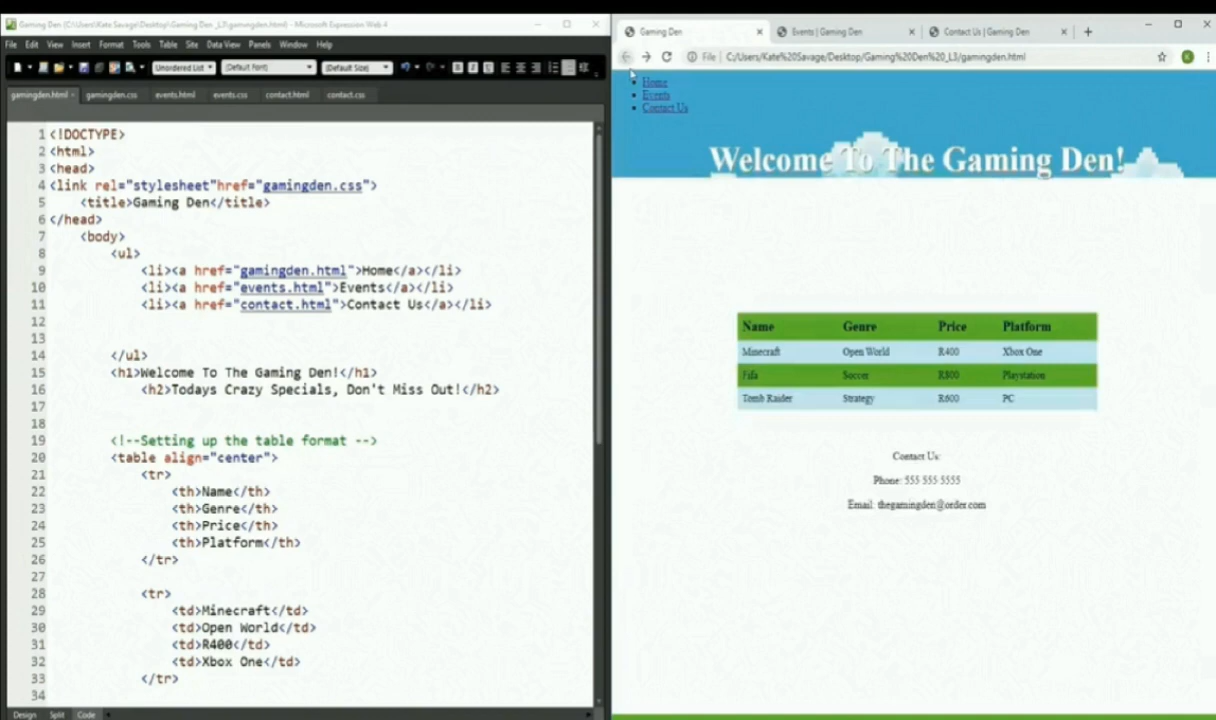 Gaming Den (C:\Users\Kate Savage\Desktop\Gaming Den _L3\gamingden.html) - Microsoft Expression Web 4
File Edit View Insert Format Tools Table Site Data View Panels Window Help
Unordered List (Default Font) (Default Size)
gamingden.html gamingden.css events.html events.css contact.html contact.css
1 <!DOCTYPE>
2 <html>
3 <head>
4 <link rel="stylesheet"href="gamingden.css">
5 <title>Gaming Den</title>
6 </head>
7 <body>
8 <ul>
9 <li><a href="gamingden.html">Home</a></li>
10 <li><a href="events.html">Events</a></li>
11 <li><a href="contact.html">Contact Us</a></li>
12
13
14 </ul>
15 <h1>Welcome To The Gaming Den!</h1>
16 <h2>Todays Crazy Specials, Don't Miss Out!</h2>
17
18
19 <!--Setting up the table format -->
20 <table align="center">
21 <tr>
22 <th>Name</th>
23 <th>Genre</th>
24 <th>Price</th>
25 <th>Platform</th>
26 </tr>
27
28 <tr>
29 <td>Minecraft</td>
30 <td>Open World</td>
31 <td>R400</td>
32 <td>Xbox One</td>
33 </tr>
34
Design Split Code
Gaming Den Events | Gaming Den Contact Us | Gaming Den
File C:/Users/Kate%20Savage/Desktop/Gaming%20Den%20_L3/gamingden.html
Home
Events
Contact Us
Welcome To The Gaming Den!
Name Genre Price Platform
Minecraft Open World R400 Xbox One
Fifa Soccer R800 Playstation
Tomb Raider Strategy R600 PC
Contact Us:
Phone: 555 555 5555
Email: thegamingden@order.com